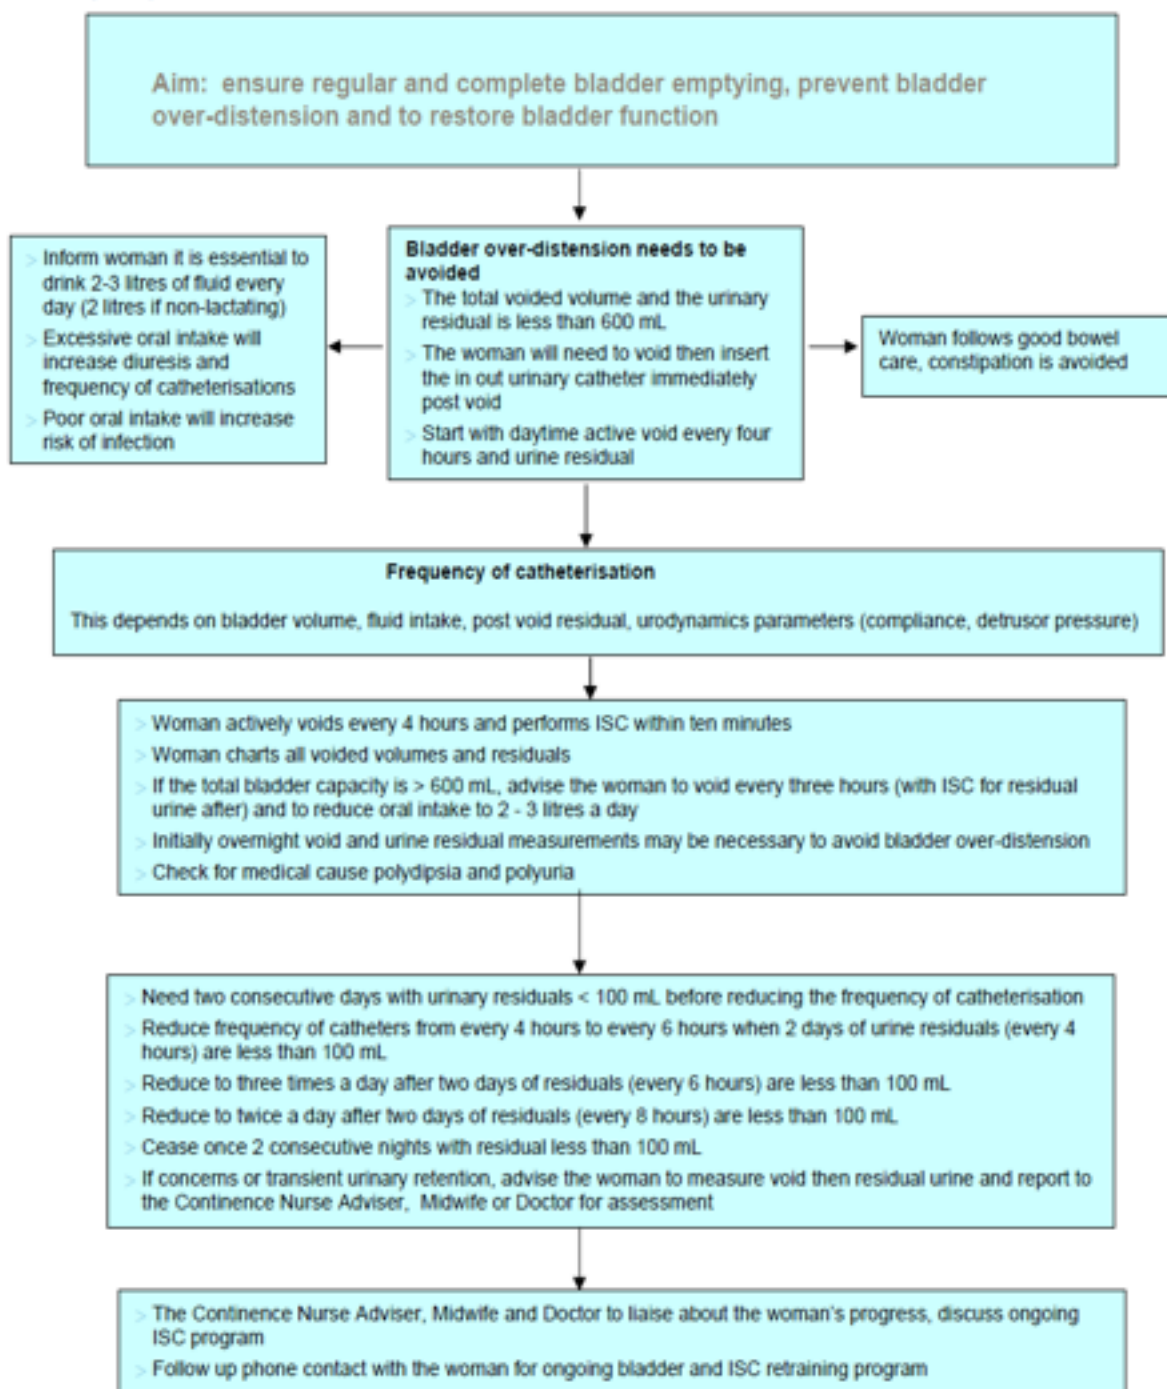 Aim: ensure regular and complete bladder emptying, prevent bladder
over-distension and to restore bladder function
> Inform woman it is essential to
drink 2-3 litres of fluid every
day (2 litres if non-lactating)
> Excessive oral intake will
increase diuresis and
frequency of catheterisations
> Poor oral intake will increase
risk of infection
Bladder over-distension needs to be
avoided
> The total voided volume and the urinary
residual is less than 600 mL
> The woman will need to void then insert
the in out urinary catheter immediately
post void
> Start with daytime active void every four
hours and urine residual
Woman follows good bowel
care, constipation is avoided
Frequency of catheterisation
This depends on bladder volume, fluid intake, post void residual, urodynamics parameters (compliance, detrusor pressure)
> Woman actively voids every 4 hours and performs ISC within ten minutes
> Woman charts all voided volumes and residuals
> If the total bladder capacity is > 600 mL, advise the woman to void every three hours (with ISC for residual
urine after) and to reduce oral intake to 2 - 3 litres a day
> Initially overnight void and urine residual measurements may be necessary to avoid bladder over-distension
> Check for medical cause polydipsia and polyuria
> Need two consecutive days with urinary residuals < 100 mL before reducing the frequency of catheterisation
> Reduce frequency of catheters from every 4 hours to every 6 hours when 2 days of urine residuals (every 4
hours) are less than 100 mL
> Reduce to three times a day after two days of residuals (every 6 hours) are less than 100 mL
> Reduce to twice a day after two days of residuals (every 8 hours) are less than 100 mL
> Cease once 2 consecutive nights with residual less than 100 mL
> If concerns or transient urinary retention, advise the woman to measure void then residual urine and report to
the Continence Nurse Adviser, Midwife or Doctor for assessment
> The Continence Nurse Adviser, Midwife and Doctor to liaise about the woman's progress, discuss ongoing
ISC program
> Follow up phone contact with the woman for ongoing bladder and ISC retraining program